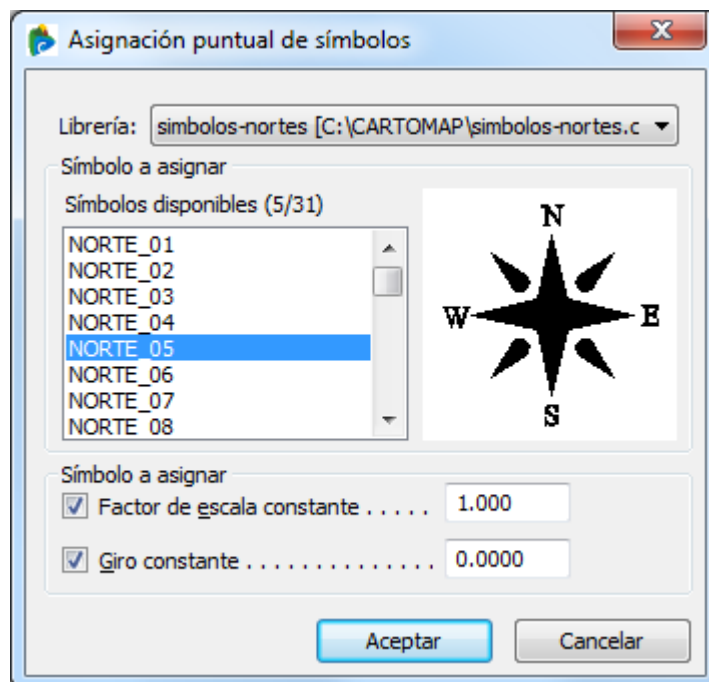 Asignación puntual de símbolos
Librería: simbolos-nortes [C:\CARTOMAP\simbolos-nortes.c
Símbolo a asignar
Símbolos disponibles (5/31)
NORTE_01
NORTE_02
NORTE_03
NORTE_04
NORTE_05
NORTE_06
NORTE_07
NORTE_08
N
W E
S
Símbolo a asignar
Factor de escala constante . . . . . 1.000
Giro constante . . . . . . . . . . . . . . 0.0000
Aceptar Cancelar